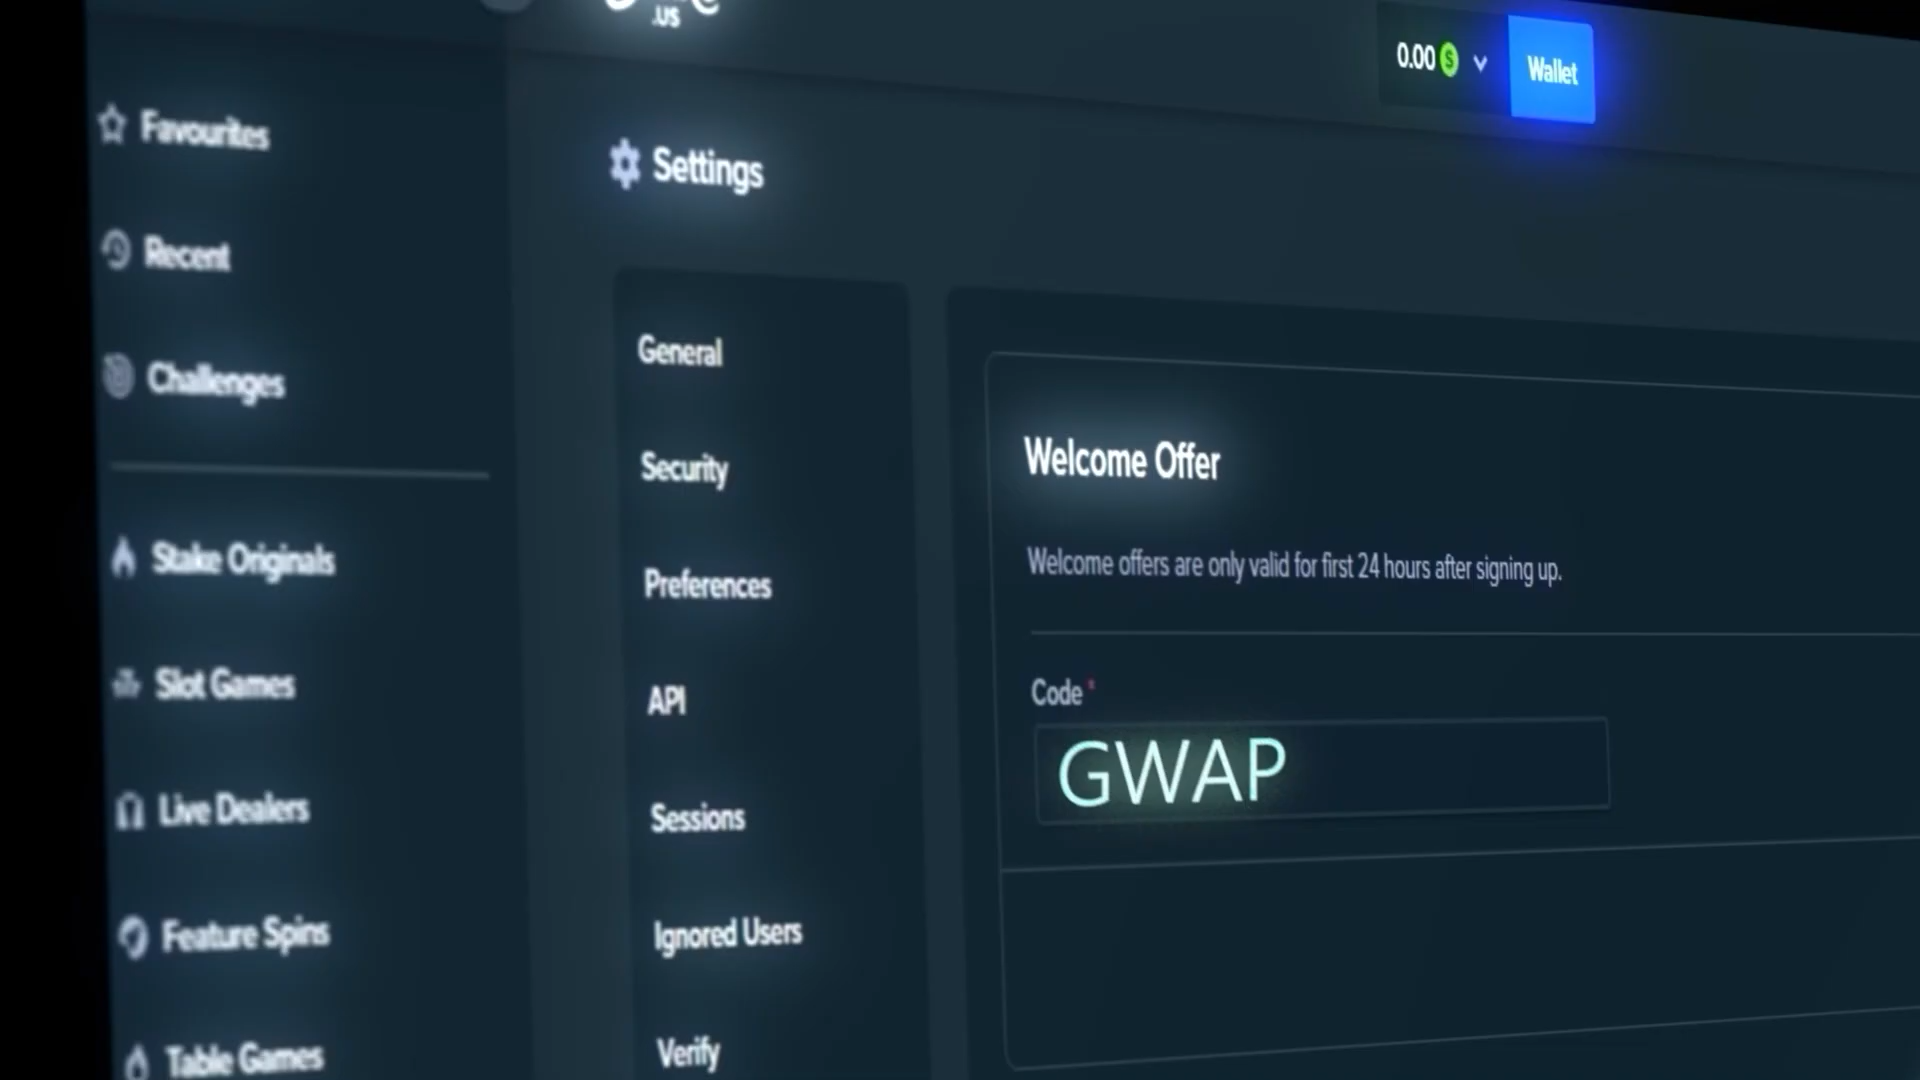 .US
0.00
Wallet
Favourites
Recent
Challenges
Stake Originals
Slot Games
Live Dealers
Feature Spins
Table Games
Settings
General
Security
Preferences
API
Sessions
Ignored Users
Verify
Welcome Offer
Welcome offers are only valid for first 24 hours after signing up.
Code *
GWAP